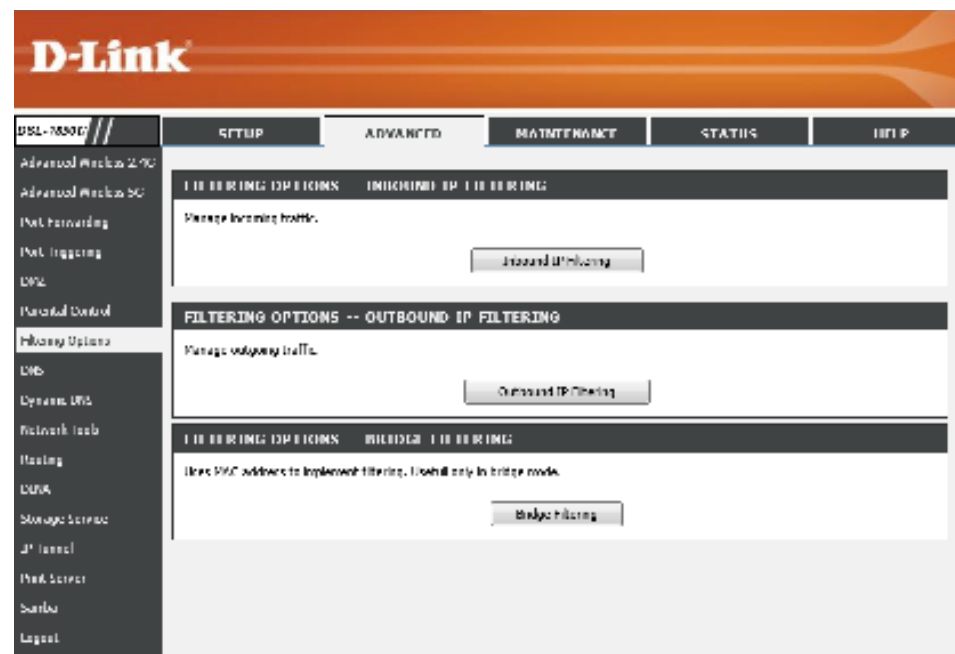 D-Link
SETUP
ADVANCED
MAINTENANCE
STATUS
HELP
Advanced Wireless 2.4G
Advanced Wireless 5G
Port Forwarding
Port Triggering
DMZ
Parental Control
Filtering Options
DNS
Dynamic DNS
Network Tools
Routing
DLNA
Storage Service
IP Tunnel
Print Server
Samba
Logout
FILTERING OPTIONS -- INBOUND IP FILTERING
Manage incoming traffic.
Inbound IP Filtering
FILTERING OPTIONS -- OUTBOUND IP FILTERING
Manage outgoing traffic.
Outbound IP Filtering
FILTERING OPTIONS -- BRIDGE FILTERING
Uses MAC address to implement filtering. Usefull only in bridge mode.
Bridge Filtering